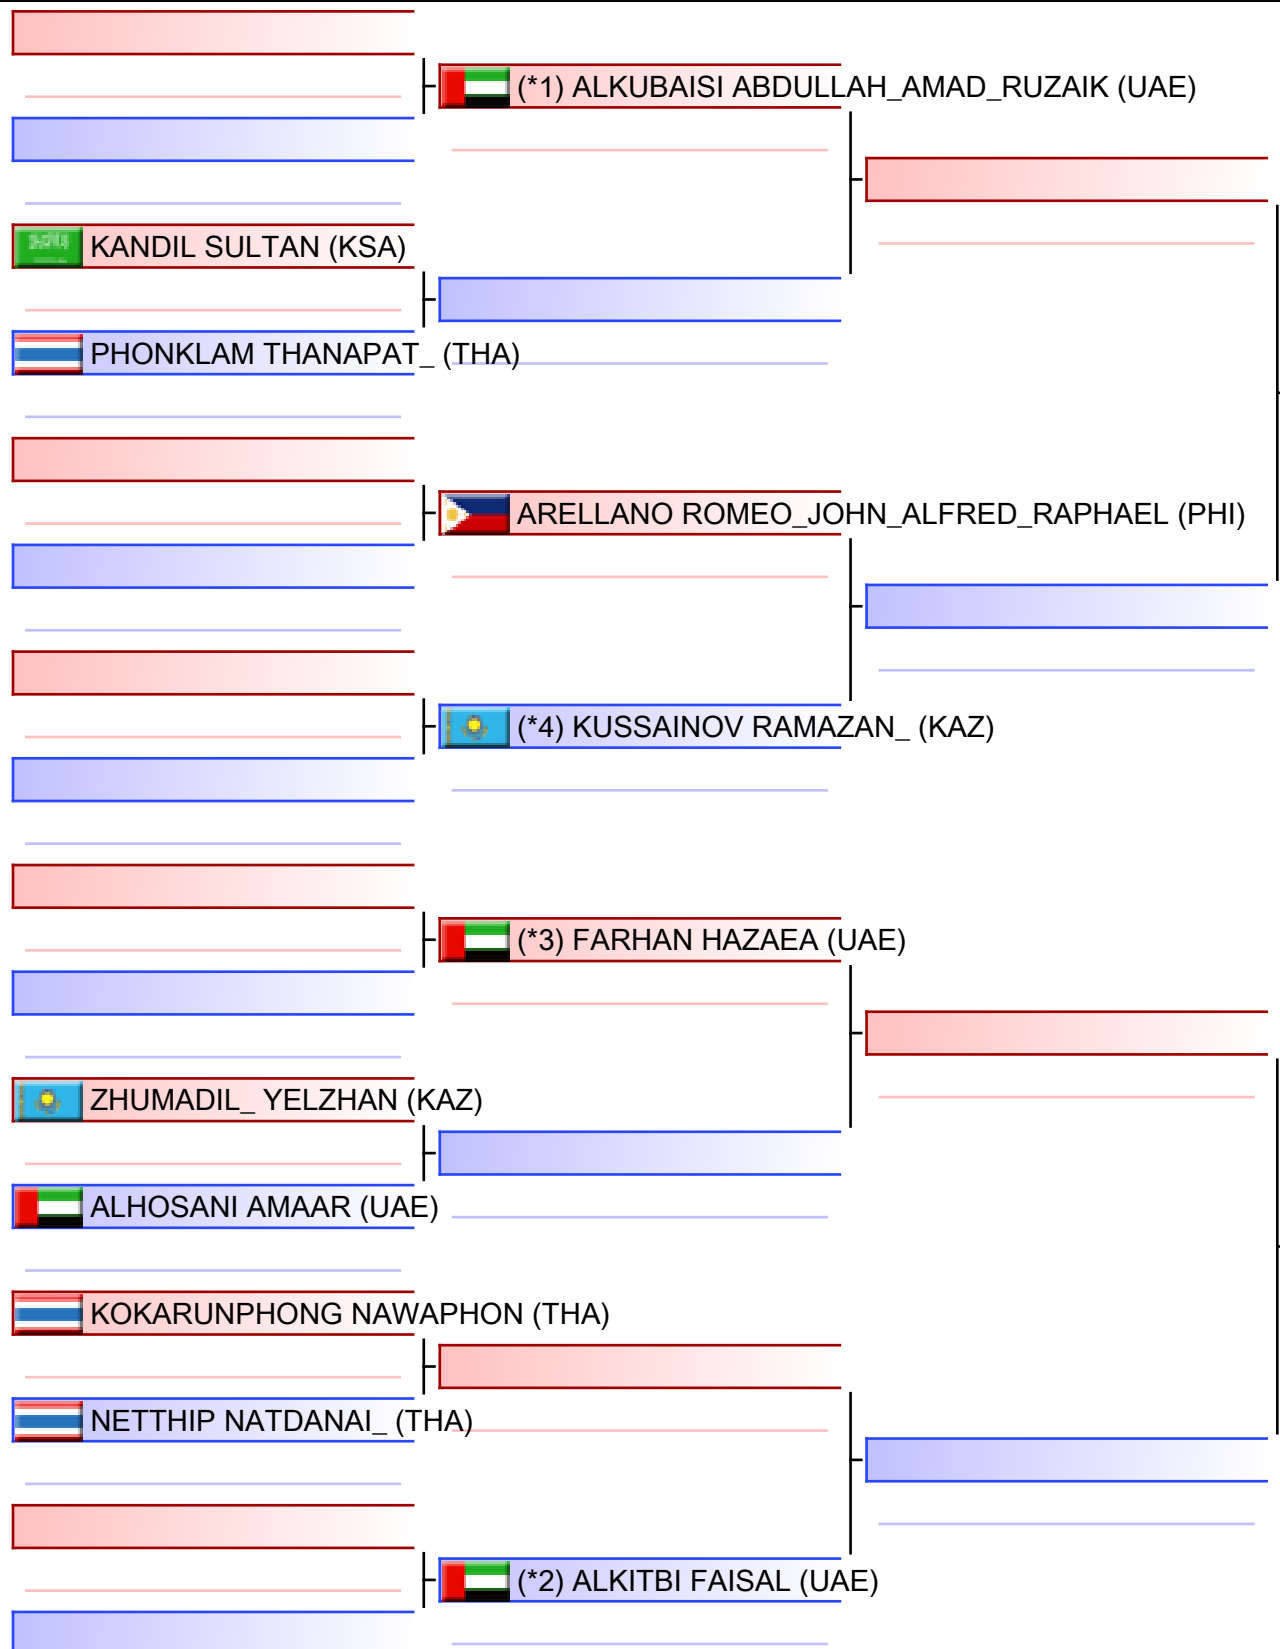 (*1) ALKUBAISI ABDULLAH_AMAD_RUZAIK (UAE)
KANDIL SULTAN (KSA)
PHONKLAM THANAPAT_ (THA)
ARELLANO ROMEO_JOHN_ALFRED_RAPHAEL (PHI)
(*4) KUSSAINOV RAMAZAN_ (KAZ)
(*3) FARHAN HAZAEA (UAE)
ZHUMADIL_ YELZHAN (KAZ)
ALHOSANI AMAAR (UAE)
KOKARUNPHONG NAWAPHON (THA)
NETTHIP NATDANAI_ (THA)
(*2) ALKITBI FAISAL (UAE)